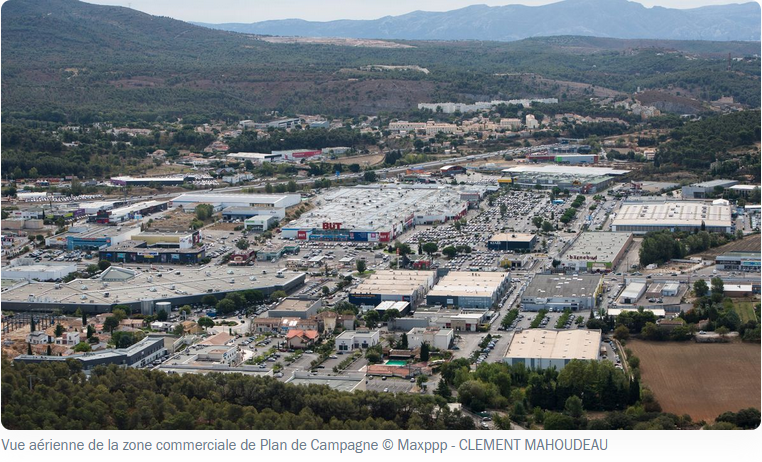 BUT
Vue aérienne de la zone commerciale de Plan de Campagne © Maxppp - CLEMENT MAHOUDEAU